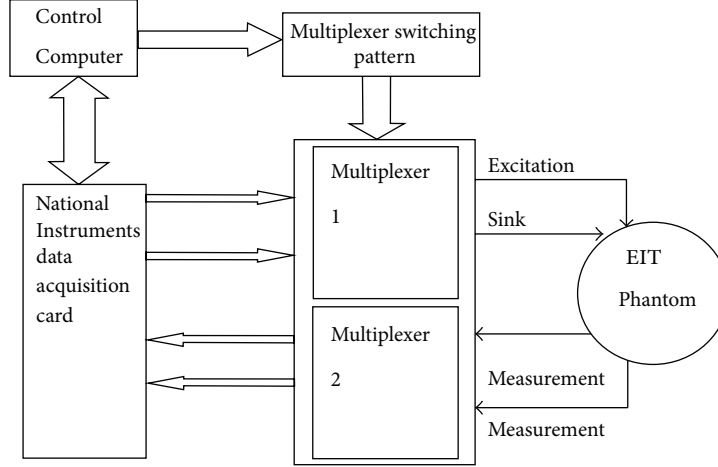 Control
Computer
Multiplexer switching
pattern
National
Instruments
data
acquisition
card
Multiplexer
1
Multiplexer
2
Excitation
Sink
EIT
Phantom
Measurement
Measurement